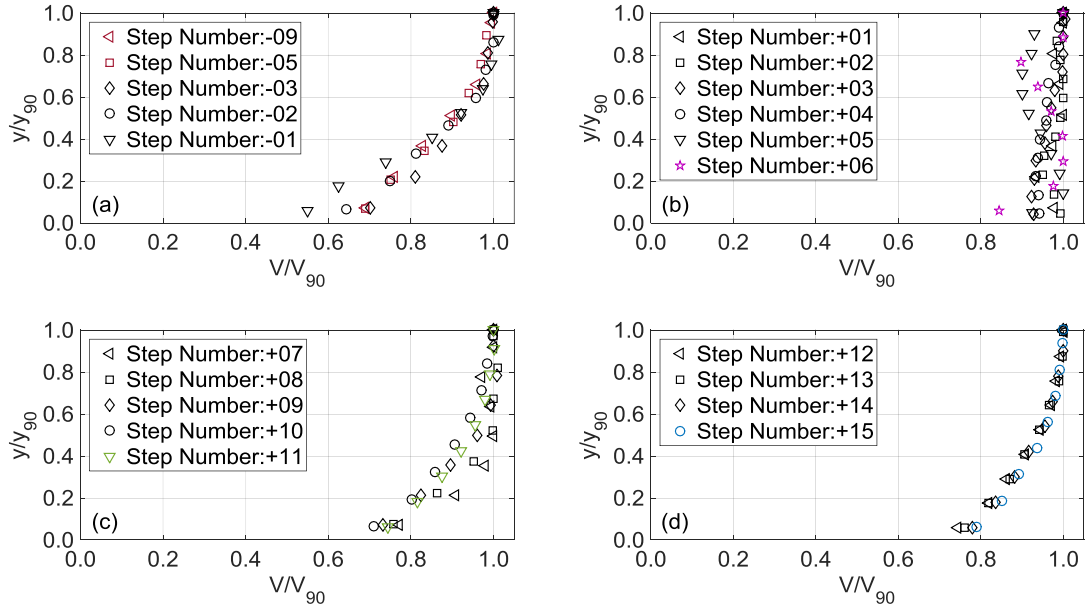 1.0
0.8
0.6
0.4
0.2
0.0
y/y90
Step Number:-09
Step Number:-05
Step Number:-03
Step Number:-02
Step Number:-01
(a)
0.0 0.2 0.4 0.6 0.8 1.0
V/V90
1.0
0.8
0.6
0.4
0.2
0.0
y/y90
Step Number:+01
Step Number:+02
Step Number:+03
Step Number:+04
Step Number:+05
Step Number:+06
(b)
0.0 0.2 0.4 0.6 0.8 1.0
V/V90
1.0
0.8
0.6
0.4
0.2
0.0
y/y90
Step Number:+07
Step Number:+08
Step Number:+09
Step Number:+10
Step Number:+11
(c)
0.0 0.2 0.4 0.6 0.8 1.0
V/V90
1.0
0.8
0.6
0.4
0.2
0.0
y/y90
Step Number:+12
Step Number:+13
Step Number:+14
Step Number:+15
(d)
0.0 0.2 0.4 0.6 0.8 1.0
V/V90